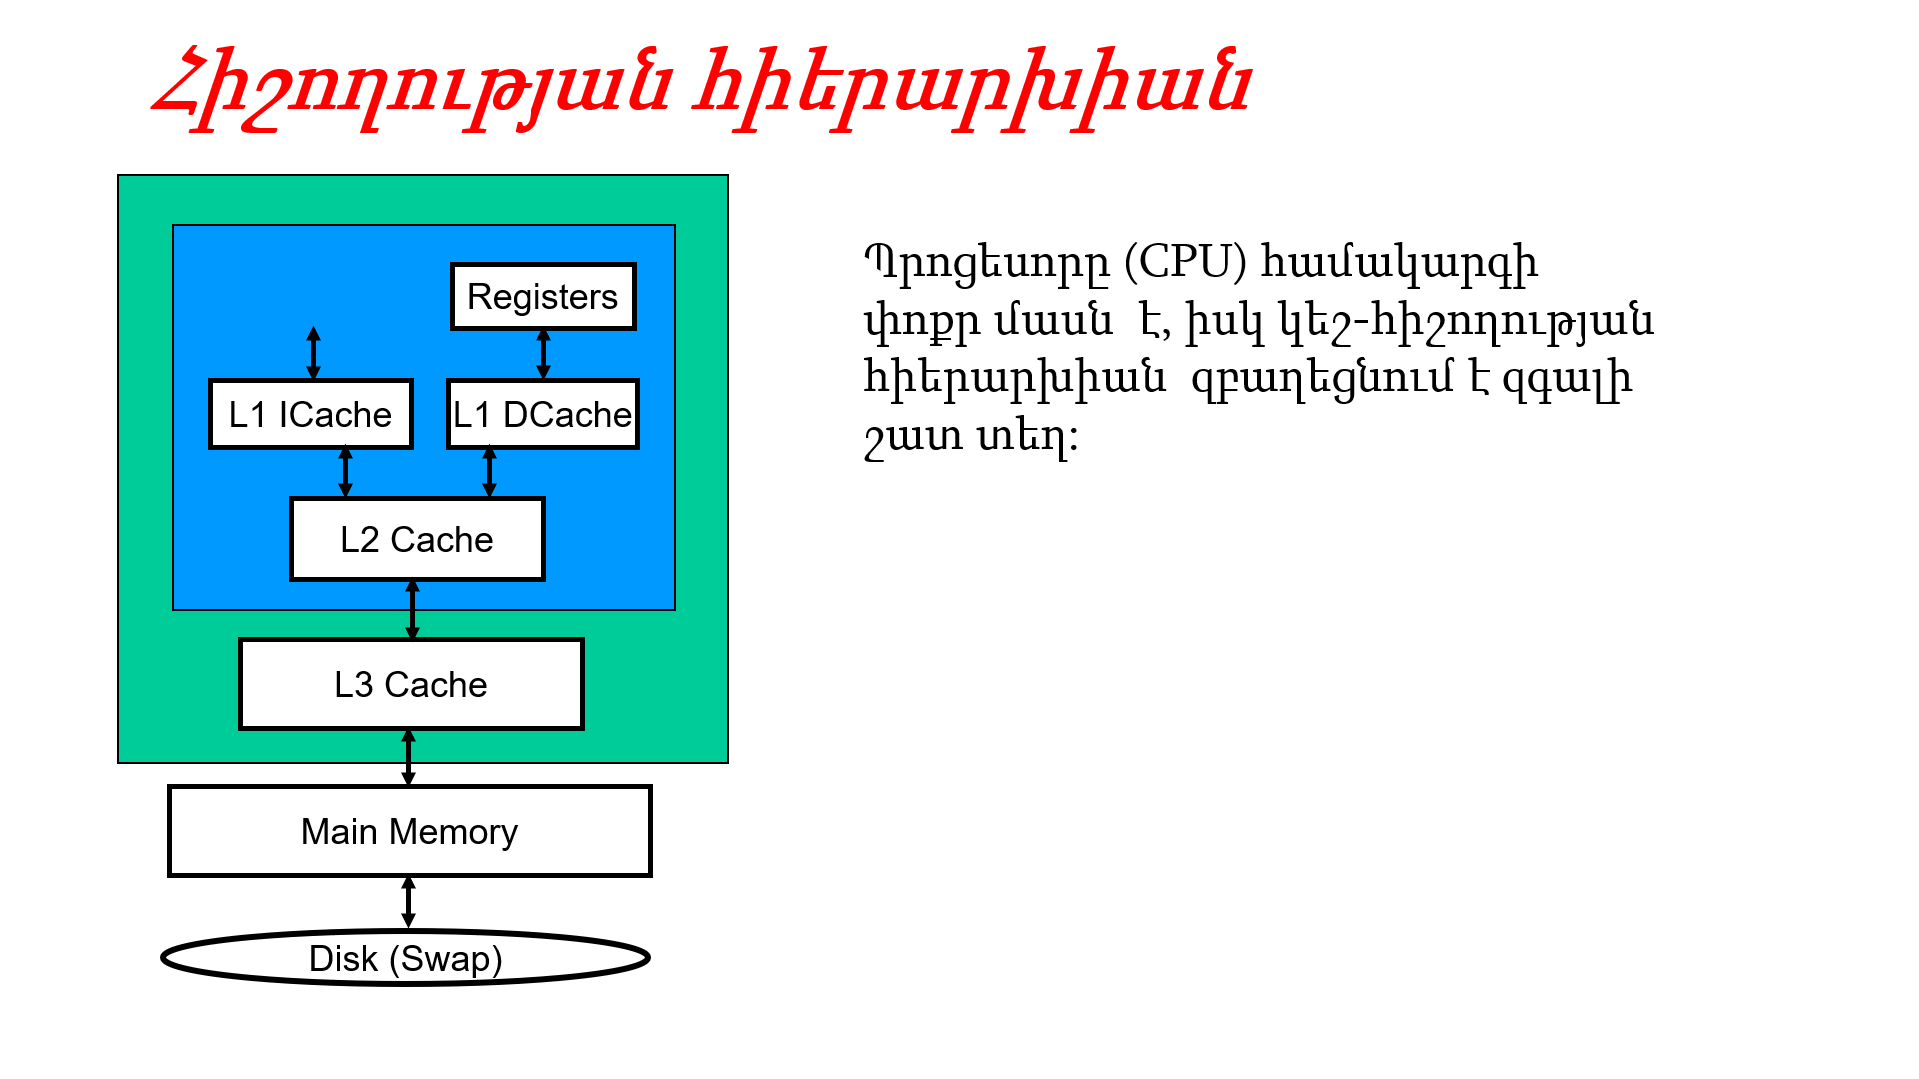 Հիշողության հիերարխիան
Registers
L1 ICache
L1 DCache
L2 Cache
L3 Cache
Main Memory
Disk (Swap)
Պրոցեսորը (CPU) համակարգի
փոքր մասն է, իսկ կեշ-հիշողության
հիերարխիան զբաղեցնում է զգալի
շատ տեղ: